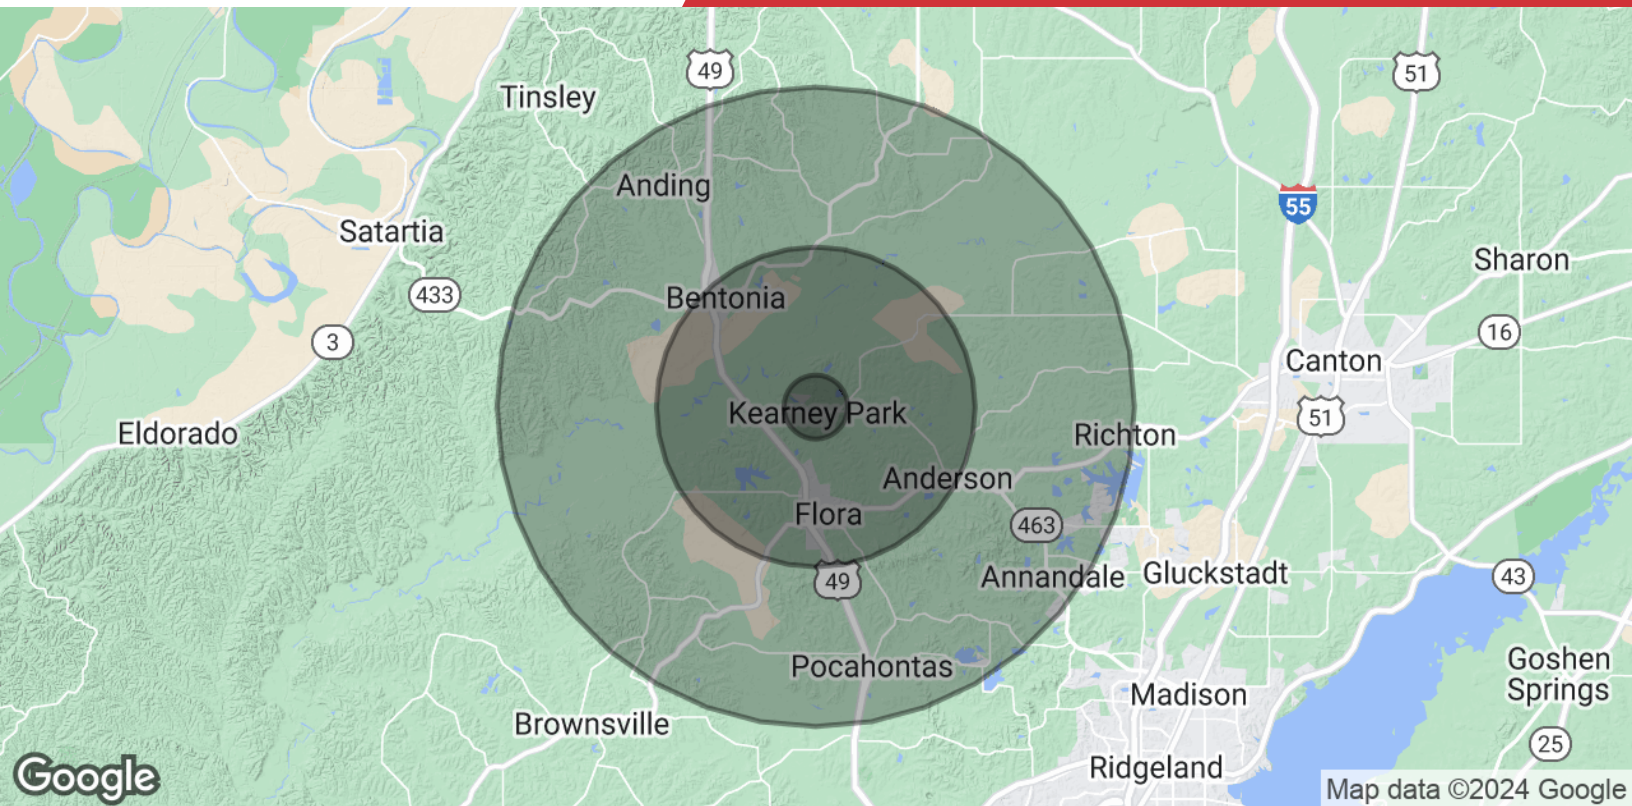 49
51
Tinsley
Anding
55
Satartia
Sharon
433
Bentonia
16
3
Canton
Kearney Park
51
Eldorado
Richton
Anderson
Flora
463
Annandale
Gluckstadt
49
43
Pocahontas
Goshen
Springs
Madison
Brownsville
25
Ridgeland
Google
Map data ©2024 Google